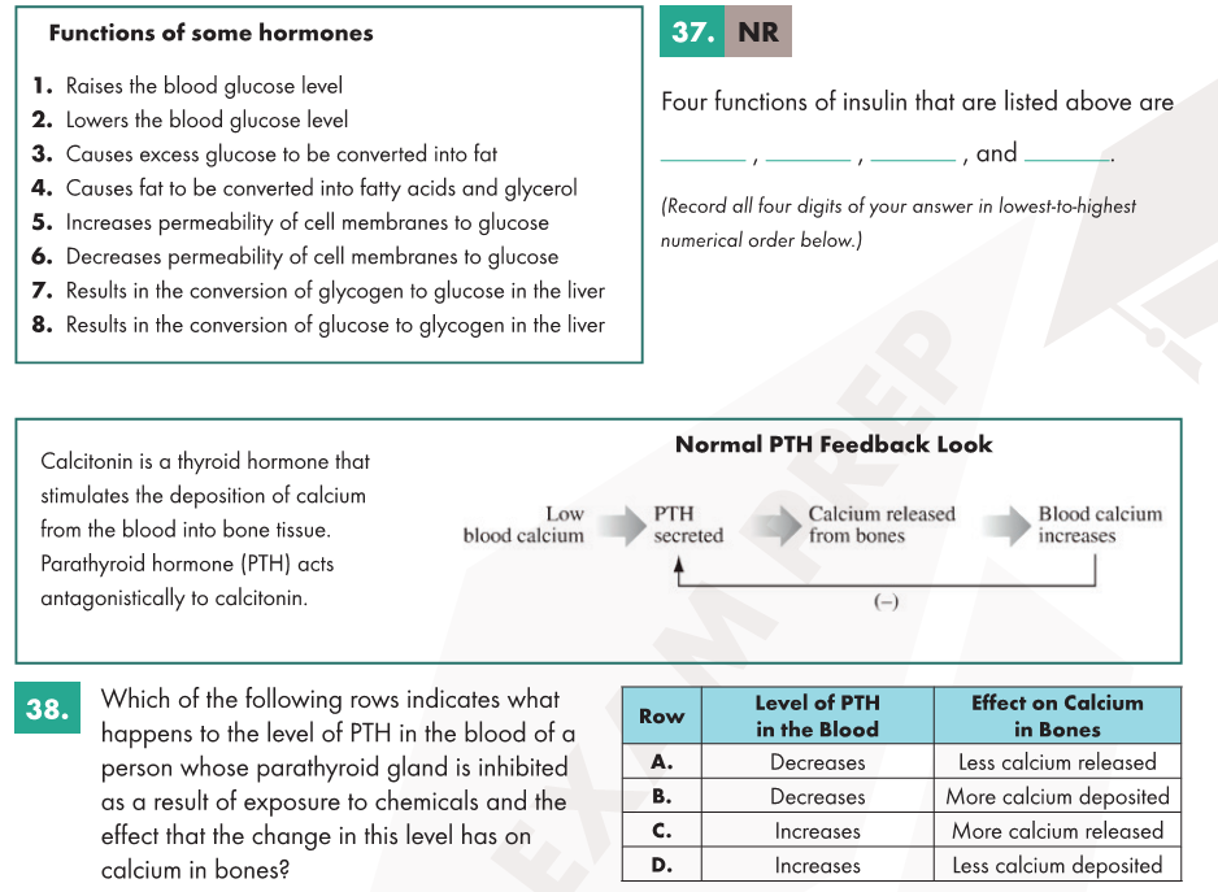 Functions of some hormones
1. Raises the blood glucose level
2. Lowers the blood glucose level
3. Causes excess glucose to be converted into fat
4. Causes fat to be converted into fatty acids and glycerol
5. Increases permeability of cell membranes to glucose
6. Decreases permeability of cell membranes to glucose
7. Results in the conversion of glycogen to glucose in the liver
8. Results in the conversion of glucose to glycogen in the liver
37. NR
Four functions of insulin that are listed above are
______ , ______ , ______ , and ______.
(Record all four digits of your answer in lowest-to-highest
numerical order below.)
Calcitonin is a thyroid hormone that
stimulates the deposition of calcium
from the blood into bone tissue.
Parathyroid hormone (PTH) acts
antagonistically to calcitonin.
Normal PTH Feedback Look
Low
blood calcium
PTH
secreted
Calcium released
from bones
Blood calcium
increases
(–)
38.
Which of the following rows indicates what
happens to the level of PTH in the blood of a
person whose parathyroid gland is inhibited
as a result of exposure to chemicals and the
effect that the change in this level has on
calcium in bones?
Row
Level of PTH
in the Blood
Effect on Calcium
in Bones
A. Decreases Less calcium released
B. Decreases More calcium deposited
C. Increases More calcium released
D. Increases Less calcium deposited
EXAM PREP